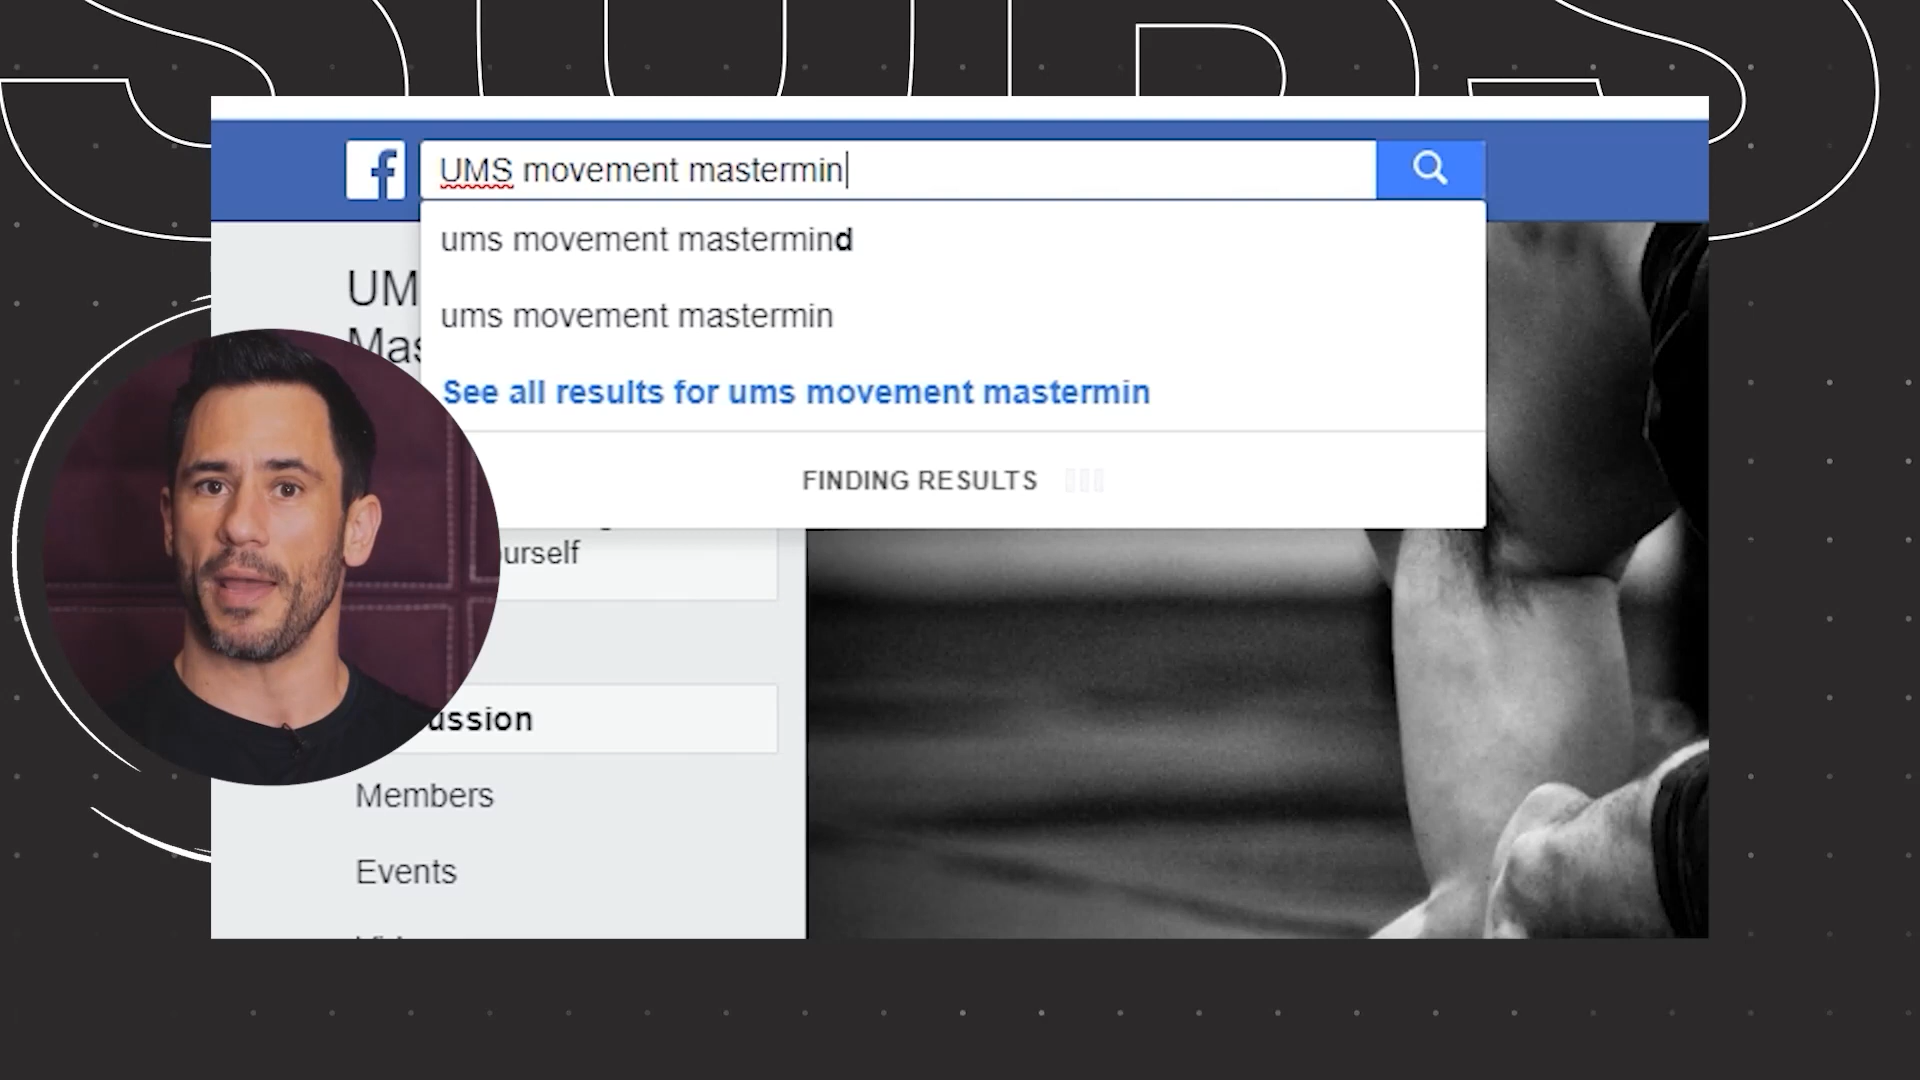 SUBS
f
UMS movement mastermin
ums movement mastermind
UM
ums movement mastermin
Mas
See all results for ums movement mastermin
FINDING RESULTS
urself
ussion
Members
Events